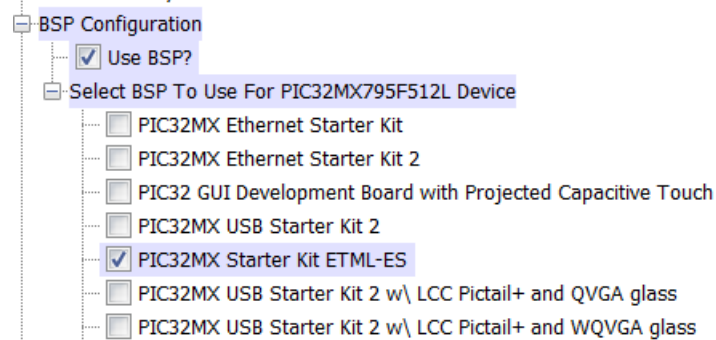 BSP Configuration
Use BSP?
Select BSP To Use For PIC32MX795F512L Device
PIC32MX Ethernet Starter Kit
PIC32MX Ethernet Starter Kit 2
PIC32 GUI Development Board with Projected Capacitive Touch
PIC32MX USB Starter Kit 2
PIC32MX Starter Kit ETML-ES
PIC32MX USB Starter Kit 2 w\ LCC Pictail+ and QVGA glass
PIC32MX USB Starter Kit 2 w\ LCC Pictail+ and WQVGA glass